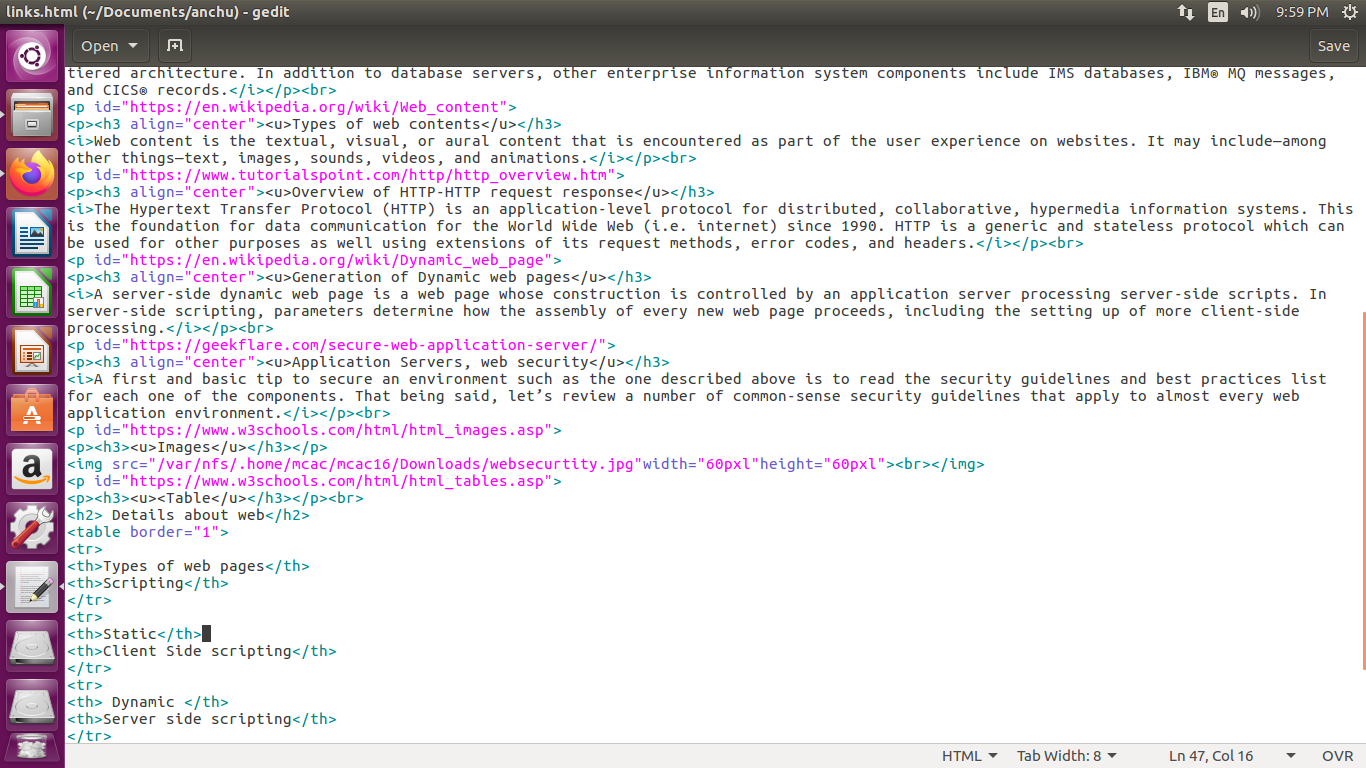 links.html (~/Documents/anchu) - gedit
En
9:59 PM
Open
Save
tiered architecture. In addition to database servers, other enterprise information system components include IMS databases, IBM® MQ messages,
and CICS® records.</i></p><br>
<p id="https://en.wikipedia.org/wiki/Web_content">
<p><h3 align="center"><u>Types of web contents</u></h3>
<i>Web content is the textual, visual, or aural content that is encountered as part of the user experience on websites. It may include—among
other things—text, images, sounds, videos, and animations.</i></p><br>
<p id="https://www.tutorialspoint.com/http/http_overview.htm">
<p><h3 align="center"><u>Overview of HTTP-HTTP request response</u></h3>
<i>The Hypertext Transfer Protocol (HTTP) is an application-level protocol for distributed, collaborative, hypermedia information systems. This
is the foundation for data communication for the World Wide Web (i.e. internet) since 1990. HTTP is a generic and stateless protocol which can
be used for other purposes as well using extensions of its request methods, error codes, and headers.</i></p><br>
<p id="https://en.wikipedia.org/wiki/Dynamic_web_page">
<p><h3 align="center"><u>Generation of Dynamic web pages</u></h3>
<i>A server-side dynamic web page is a web page whose construction is controlled by an application server processing server-side scripts. In
server-side scripting, parameters determine how the assembly of every new web page proceeds, including the setting up of more client-side
processing.</i></p><br>
<p id="https://geekflare.com/secure-web-application-server/">
<p><h3 align="center"><u>Application Servers, web security</u></h3>
<i>A first and basic tip to secure an environment such as the one described above is to read the security guidelines and best practices list
for each one of the components. That being said, let’s review a number of common-sense security guidelines that apply to almost every web
application environment.</i></p><br>
<p id="https://www.w3schools.com/html/html_images.asp">
<p><h3><u>Images</u></h3></p>
<img src="/var/nfs/.home/mcac/mcac16/Downloads/websecurtity.jpg"width="60pxl"height="60pxl"><br></img>
<p id="https://www.w3schools.com/html/html_tables.asp">
<p><h3><u><Table</u></h3></p><br>
<h2> Details about web</h2>
<table border="1">
<tr>
<th>Types of web pages</th>
<th>Scripting</th>
</tr>
<tr>
<th>Static</th>
<th>Client Side scripting</th>
</tr>
<tr>
<th> Dynamic </th>
<th>Server side scripting</th>
</tr>
HTML
Tab Width: 8
Ln 47, Col 16
OVR